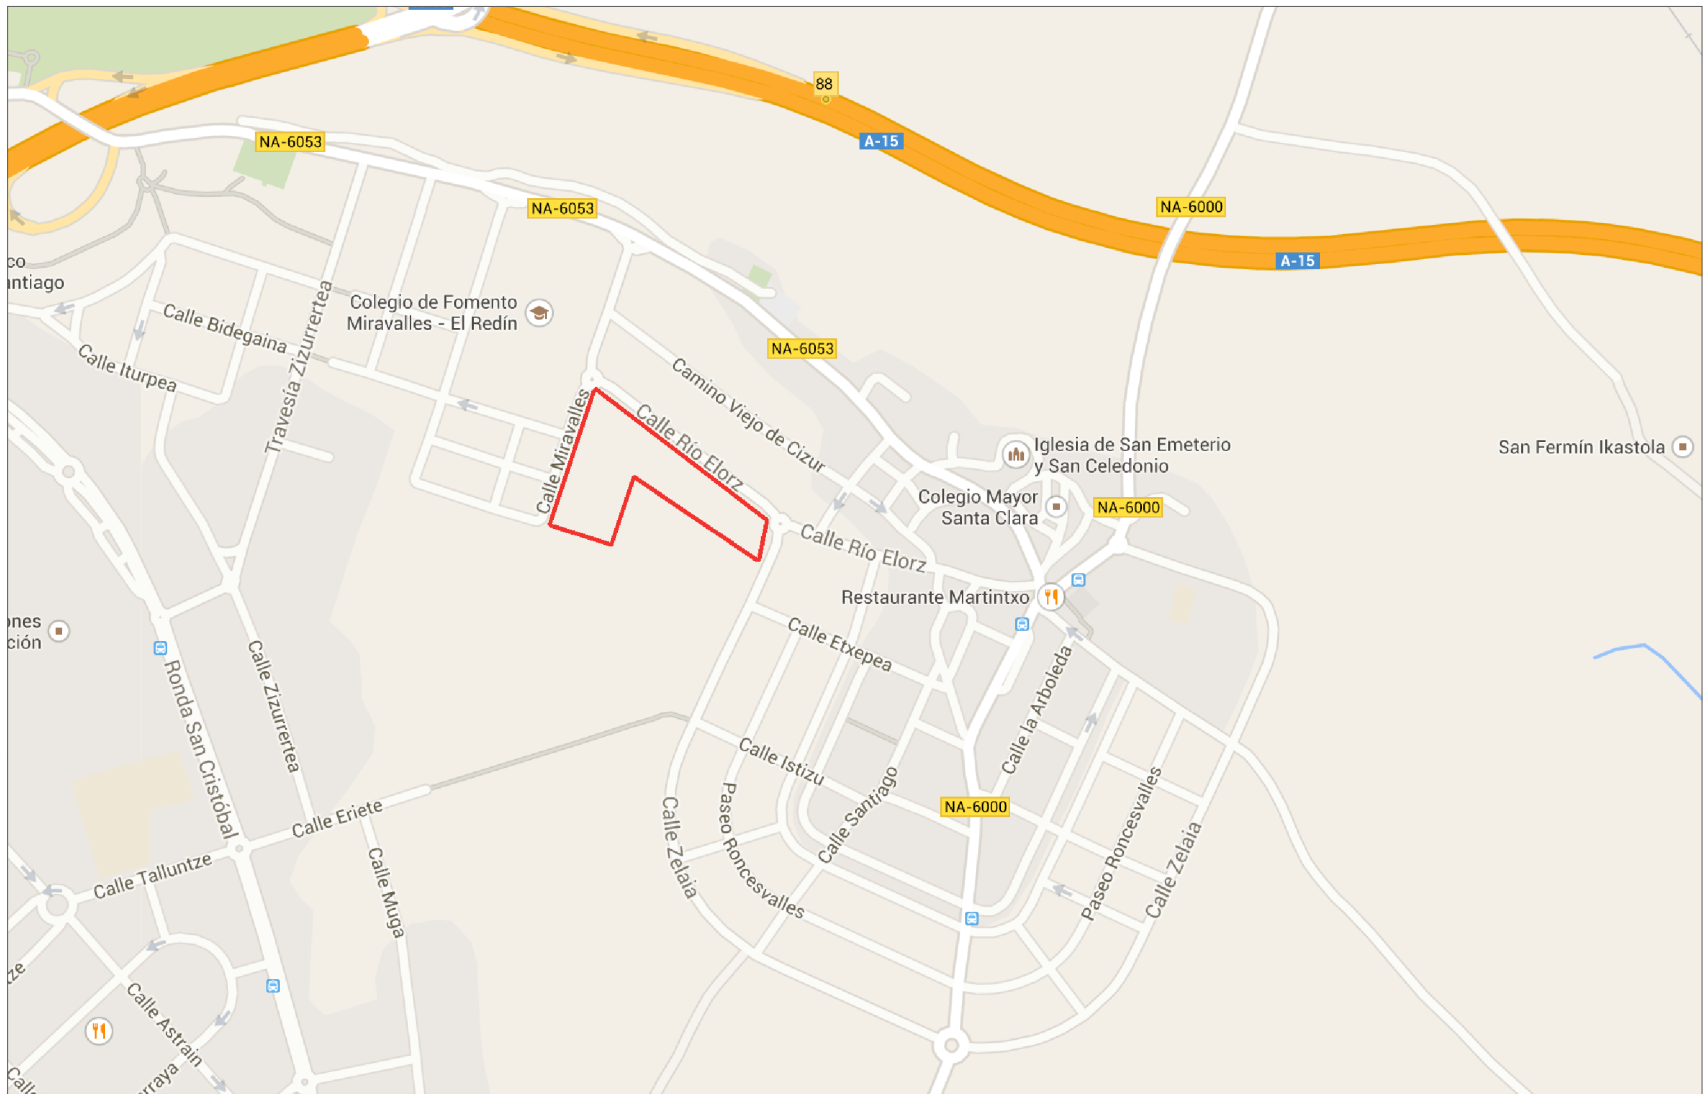 88
A-15
NA-6053
NA-6053
NA-6000
A-15
co
antiago
Colegio de Fomento
Miravalles - El Redín
Calle Bidegaina
Calle Iturpea
Travesía Zizurrertea
NA-6053
Camino Viejo de Cizur
Calle Miravalles
Calle Río Elorz
Iglesia de San Emeterio
y San Celedonio
San Fermín Ikastola
Colegio Mayor
Santa Clara
NA-6000
Calle Río Elorz
Restaurante Martintxo
ones
ción
Calle Etxepea
Calle Zizurrertea
Ronda San Cristóbal
Calle la Arboleda
Calle Istizu
Calle Santiago
NA-6000
Paseo Roncesvalles
Paseo Roncesvalles
Calle Zelaia
Calle Zelaia
Calle Eriete
Calle Talluntze
Calle Muga
tze
Calle Astrain
rraya
Calle